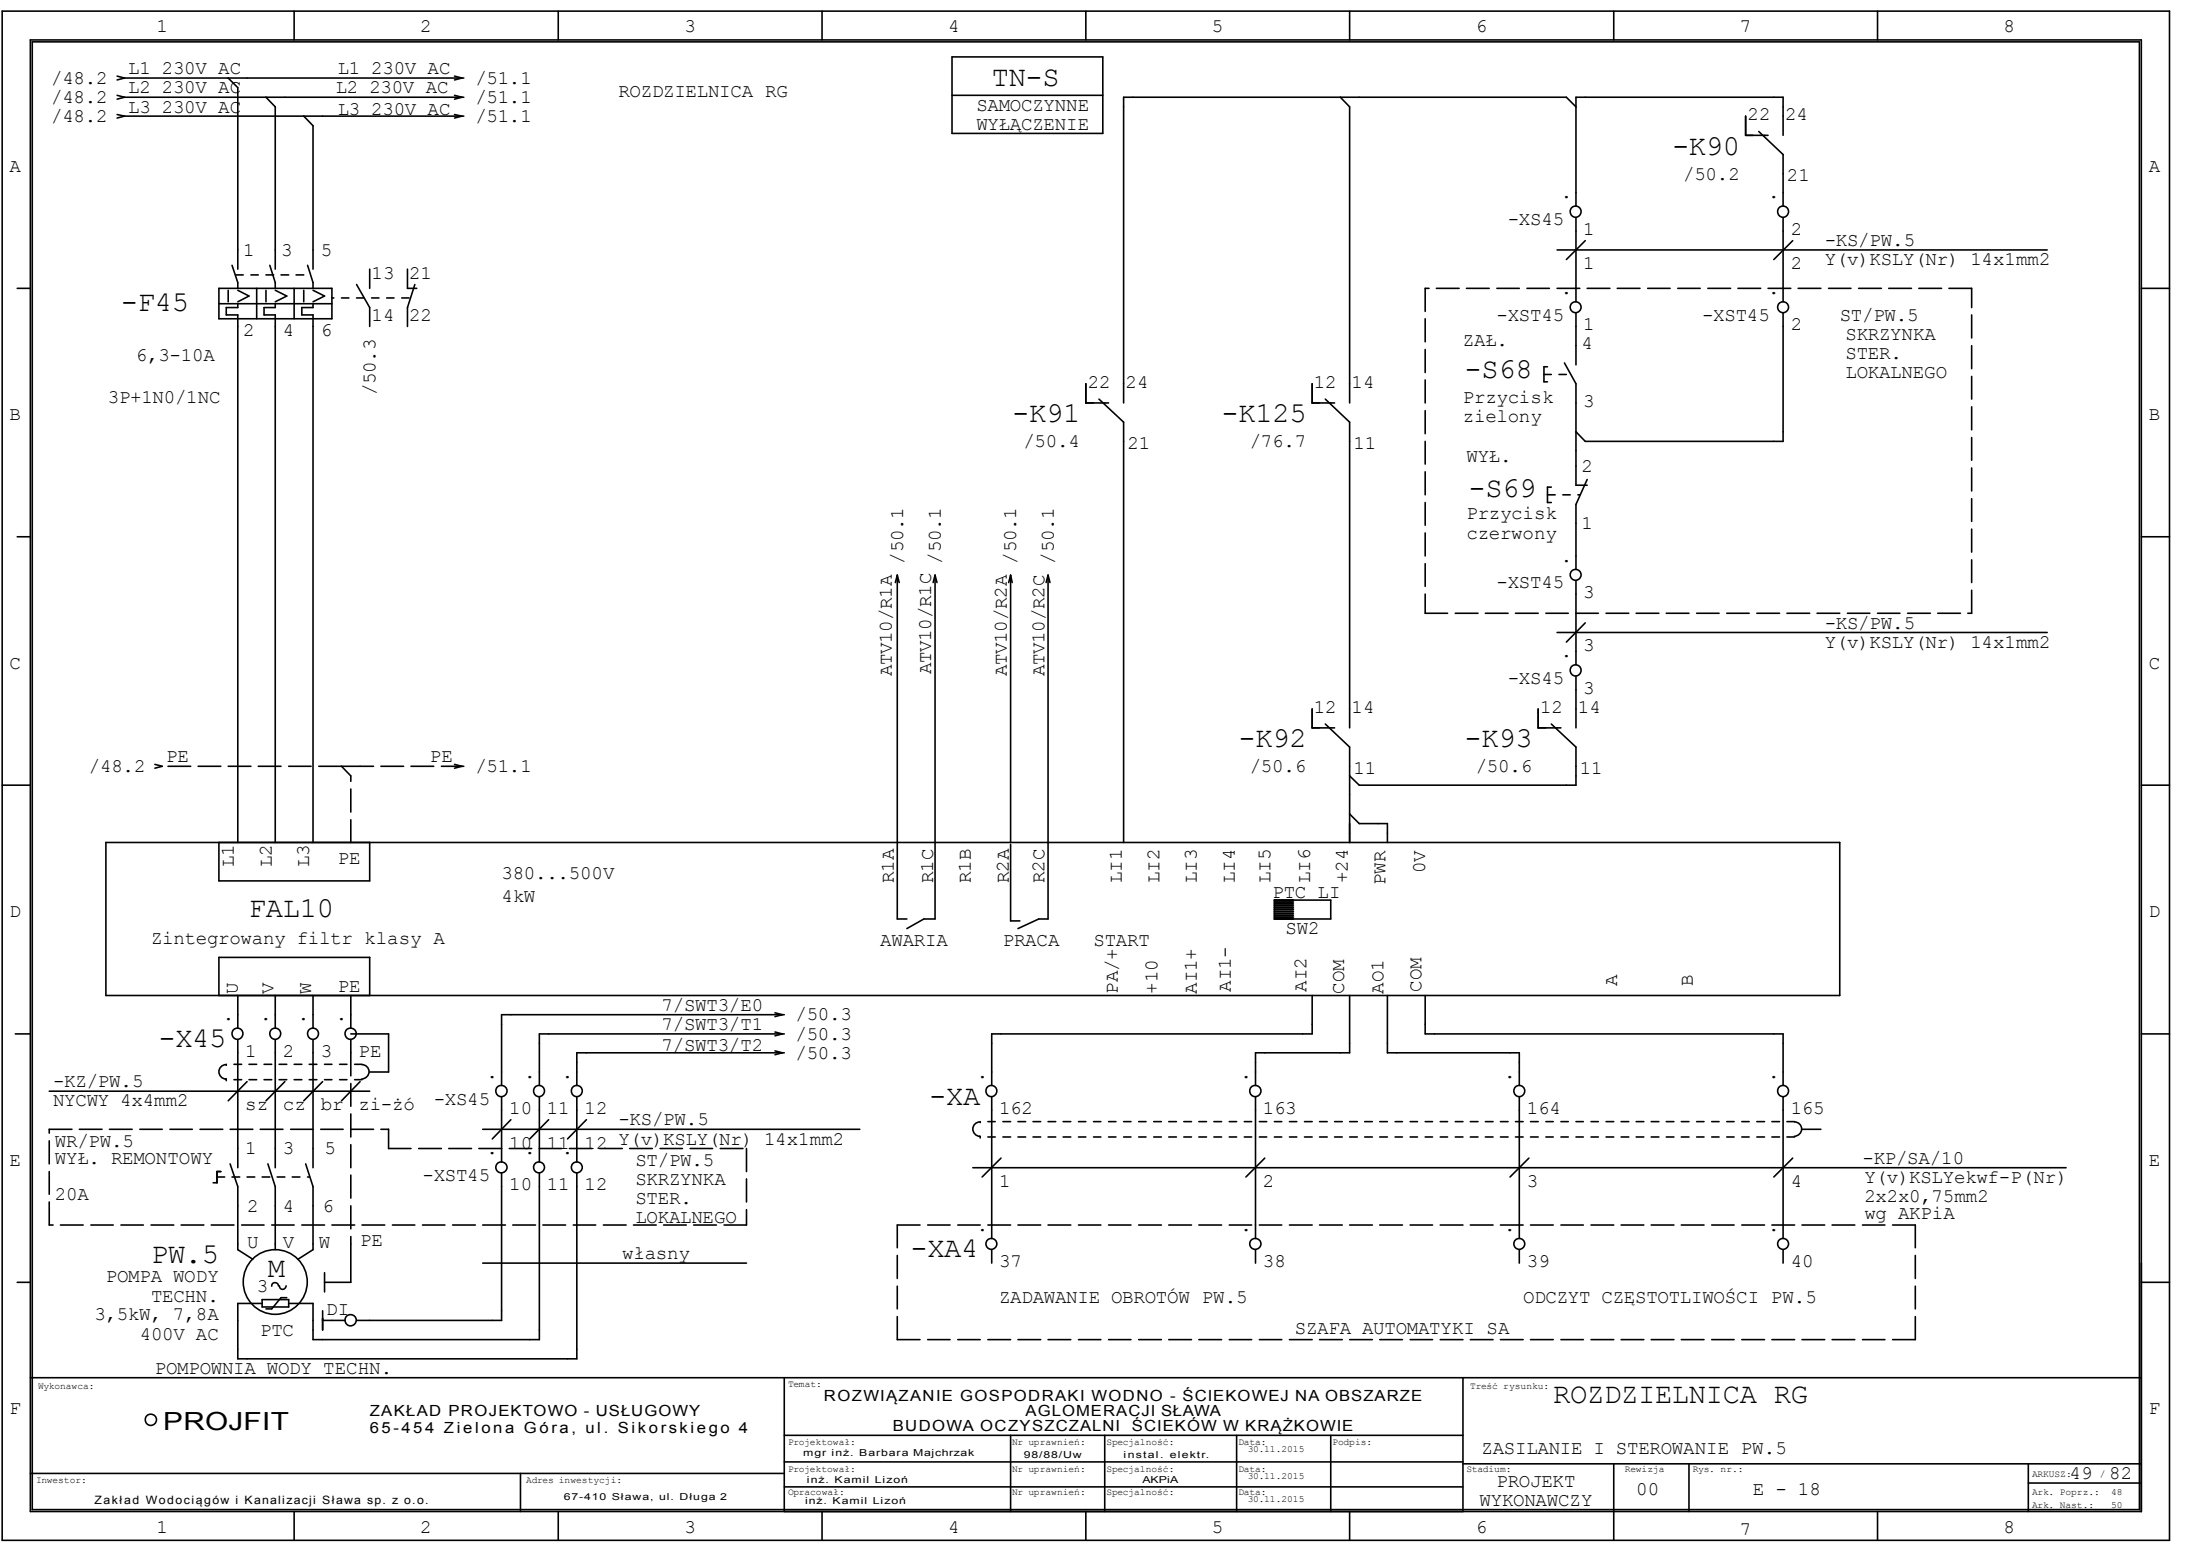 1 2 3 4 5 6 7 8
/48.2 L1 230V AC L1 230V AC /51.1
/48.2 L2 230V AC L2 230V AC /51.1
/48.2 L3 230V AC L3 230V AC /51.1
ROZDZIELNICA RG
TN-S
SAMOCZYNNE
WYŁĄCZENIE
22 24
-K90
/50.2
21
A
A
-XS45
1
2
-KS/PW.5
1
2
Y(v)KSLY(Nr) 14x1mm2
1 3 5
13 21
-F45
14 22
2 4 6
6,3-10A
/50.3
3P+1N0/1NC
-XST45
1
-XST45
2
ST/PW.5
SKRZYNKA
STER.
LOKALNEGO
ZAŁ.
4
-S68
Przycisk
zielony
3
22 24
-K91
/50.4
21
12 14
-K125
/76.7
11
B
B
WYŁ.
2
-S69
Przycisk
czerwony
1
-XST45
3
ATV10/R1A /50.1
ATV10/R1C /50.1
ATV10/R2A /50.1
ATV10/R2C /50.1
-KS/PW.5
3
Y(v)KSLY(Nr) 14x1mm2
C
C
-XS45
3
12 14
-K92
/50.6
11
12 14
-K93
/50.6
11
/48.2 PE PE /51.1
L1 L2 L3 PE
380...500V
4kW
R1A R1C R1B R2A R2C LI1 LI2 LI3 LI4 LI5 LI6 +24 PWR 0V
PTC LI
SW2
D
D
FAL10
Zintegrowany filtr klasy A
AWARIA PRACA START
PA/+ +10 AI1+ AI1- AI2 COM AO1 COM A B
U V W PE
7/SWT3/E0 /50.3
7/SWT3/T1 /50.3
7/SWT3/T2 /50.3
-X45
1 2 3 PE
-KZ/PW.5
NYCWY 4x4mm2
sz cz br zi-żó
-XS45
10 11 12
-KS/PW.5
10 11 12 Y(v)KSLY(Nr) 14x1mm2
WR/PW.5
WYŁ. REMONTOWY
20A
1 3 5
2 4 6
-XST45
10 11 12
ST/PW.5
SKRZYNKA
STER.
LOKALNEGO
-XA
162 163 164 165
-KP/SA/10
1 2 3 4
Y(v)KSLYekwf-P(Nr)
2x2x0,75mm2
wg AKPiA
E
E
własny
U V W PE
PW.5
POMPA WODY
TECHN.
3,5kW, 7,8A
400V AC
M
3
PTC
DI
-XA4
37 38 39 40
ZADAWANIE OBROTÓW PW.5
ODCZYT CZĘSTOTLIWOŚCI PW.5
SZAFA AUTOMATYKI SA
POMPOWNIA WODY TECHN.
F
F
Wykonawca:
PROJFIT
ZAKŁAD PROJEKTOWO - USŁUGOWY
65-454 Zielona Góra, ul. Sikorskiego 4
Inwestor:
Zakład Wodociągów i Kanalizacji Sława sp. z o.o.
Adres inwestycji:
67-410 Sława, ul. Długa 2
Temat:
ROZWIĄZANIE GOSPODRAKI WODNO - ŚCIEKOWEJ NA OBSZARZE
AGLOMERACJI SŁAWA
BUDOWA OCZYSZCZALNI ŚCIEKÓW W KRĄŻKOWIE
Projektował: Nr uprawnień: Specjalność: Data: Podpis:
mgr inż. Barbara Majchrzak 98/88/Uw instal. elektr. 30.11.2015
Projektował: Nr uprawnień: Specjalność: Data:
inż. Kamil Lizoń AKPiA 30.11.2015
Opracował: Nr uprawnień: Specjalność: Data:
inż. Kamil Lizoń 30.11.2015
Treść rysunku:
ROZDZIELNICA RG
ZASILANIE I STEROWANIE PW.5
Stadium:
PROJEKT
WYKONAWCZY
Rewizja
00
Rys. nr.:
E - 18
ARKUSZ: 49 / 82
Ark. Poprz.: 48
Ark. Nast.: 50
1 2 3 4 5 6 7 8